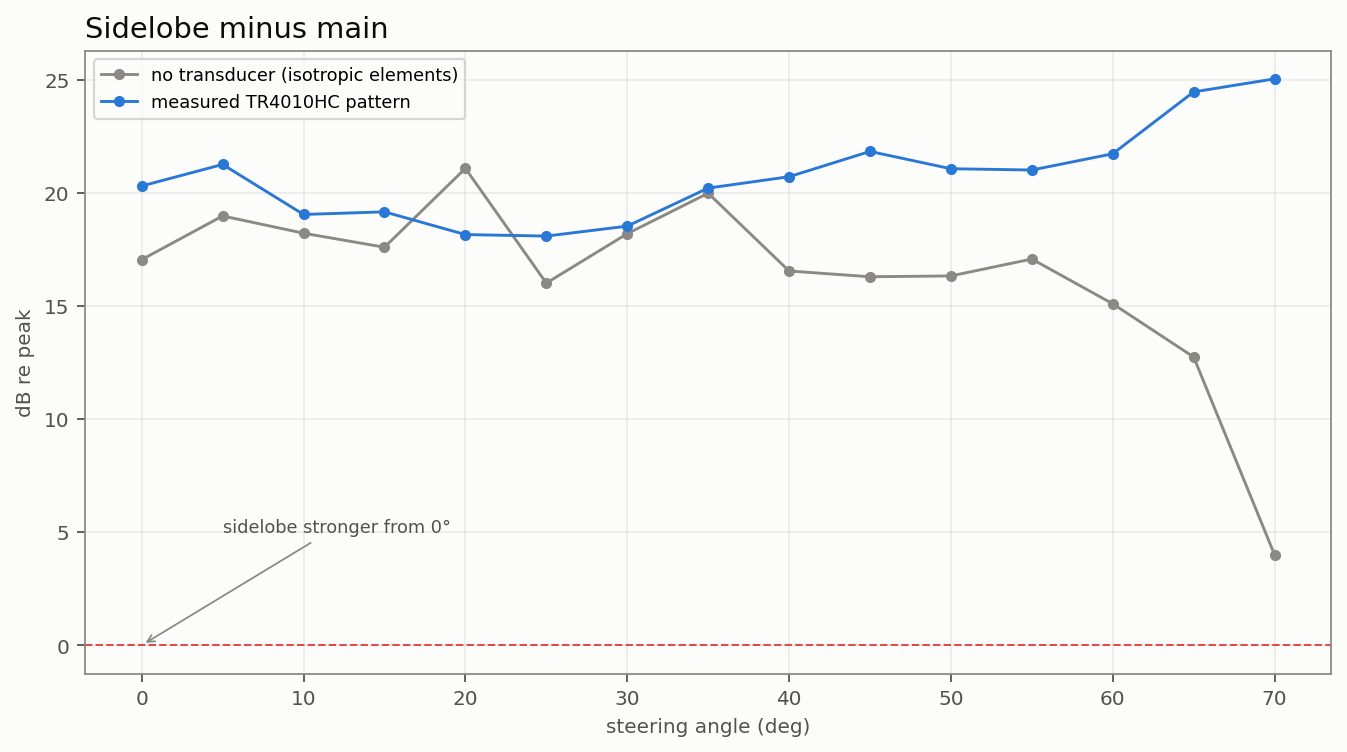 Sidelobe minus main
no transducer (isotropic elements)
measured TR4010HC pattern
dB re peak
25
20
15
10
5
0
sidelobe stronger from 0°
0 10 20 30 40 50 60 70
steering angle (deg)